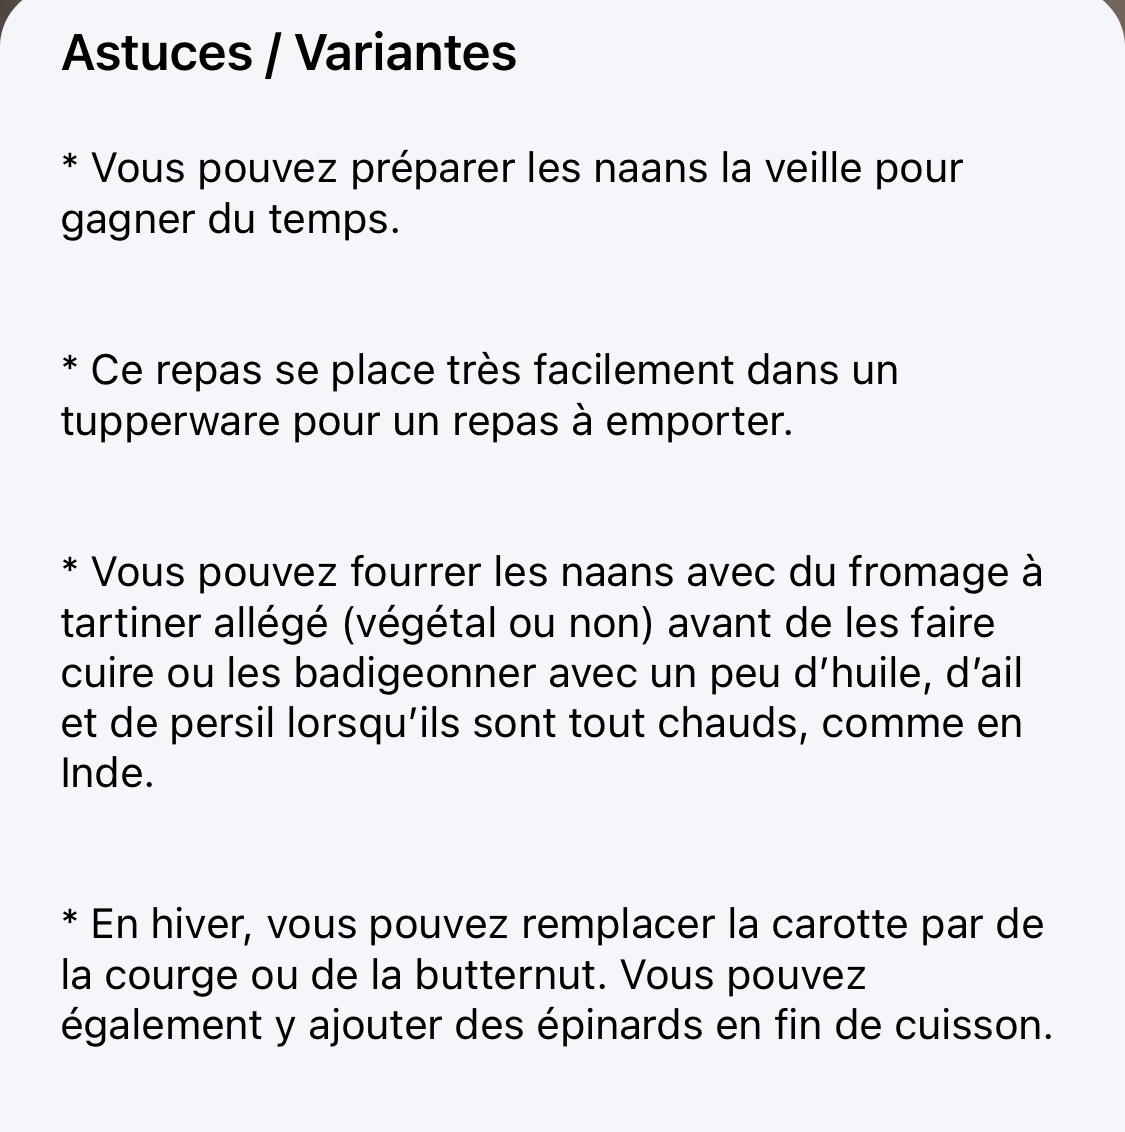 Astuces / Variantes
* Vous pouvez préparer les naans la veille pour
gagner du temps.
* Ce repas se place très facilement dans un
tupperware pour un repas à emporter.
* Vous pouvez fourrer les naans avec du fromage à
tartiner allégé (végétal ou non) avant de les faire
cuire ou les badigeonner avec un peu d’huile, d’ail
et de persil lorsqu’ils sont tout chauds, comme en
Inde.
* En hiver, vous pouvez remplacer la carotte par de
la courge ou de la butternut. Vous pouvez
également y ajouter des épinards en fin de cuisson.